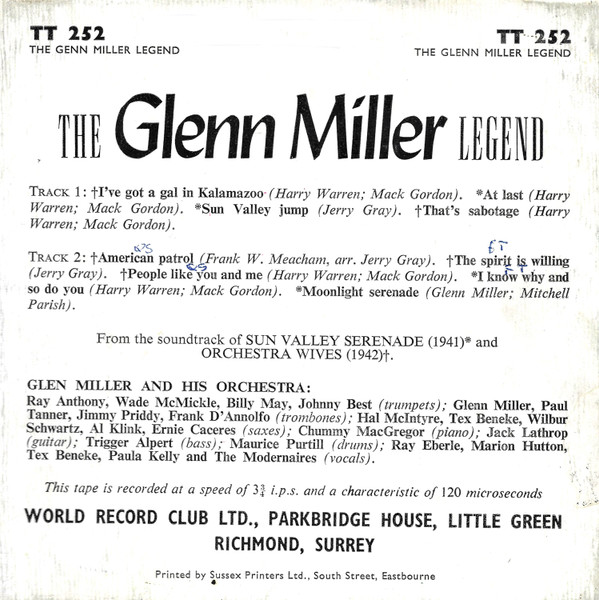 TT 252 TT 252
THE GENN MILLER LEGEND THE GLENN MILLER LEGEND
THE Glenn Miller LEGEND
TRACK 1: †I've got a gal in Kalamazoo (Harry Warren; Mack Gordon). *At last (Harry
Warren; Mack Gordon). *Sun Valley jump (Jerry Gray). †That's sabotage (Harry
Warren; Mack Gordon).
TRACK 2: †American patrol (Frank W. Meacham, arr. Jerry Gray). †The spirit is willing
(Jerry Gray). †People like you and me (Harry Warren; Mack Gordon). *I know why and
so do you (Harry Warren; Mack Gordon). *Moonlight serenade (Glenn Miller; Mitchell
Parish).
From the soundtrack of SUN VALLEY SERENADE (1941)* and
ORCHESTRA WIVES (1942)†.
GLEN MILLER AND HIS ORCHESTRA:
Ray Anthony, Wade McMickle, Billy May, Johnny Best (trumpets); Glenn Miller, Paul
Tanner, Jimmy Priddy, Frank D'Annolfo (trombones); Hal McIntyre, Tex Beneke, Wilbur
Schwartz, Al Klink, Ernie Caceres (saxes); Chummy MacGregor (piano); Jack Lathrop
(guitar); Trigger Alpert (bass); Maurice Purtill (drums); Ray Eberle, Marion Hutton,
Tex Beneke, Paula Kelly and The Modernaires (vocals).
This tape is recorded at a speed of 3¾ i.p.s. and a characteristic of 120 microseconds
WORLD RECORD CLUB LTD., PARKBRIDGE HOUSE, LITTLE GREEN
RICHMOND, SURREY
Printed by Sussex Printers Ltd., South Street, Eastbourne